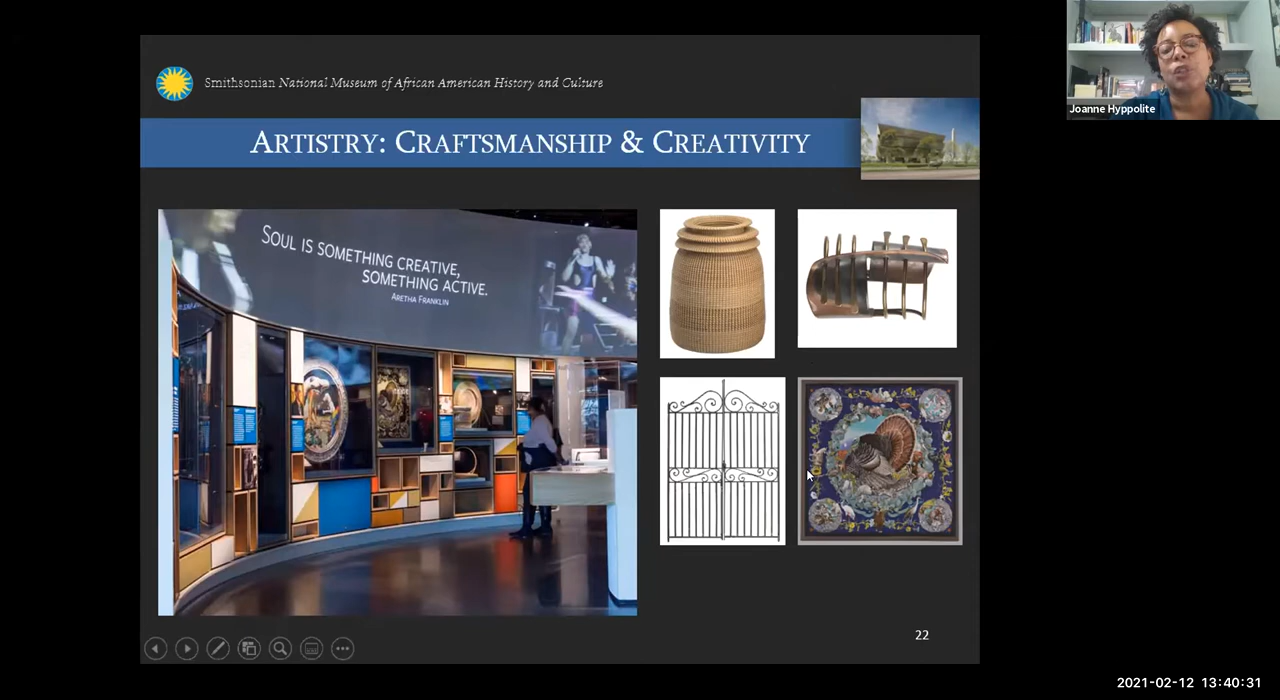 Smithsonian National Museum of African American History and Culture
ARTISTRY: CRAFTSMANSHIP & CREATIVITY
SOUL IS SOMETHING CREATIVE,
SOMETHING ACTIVE.
ARETHA FRANKLIN
22
Joanne Hyppolite
2021-02-12 13:40:31